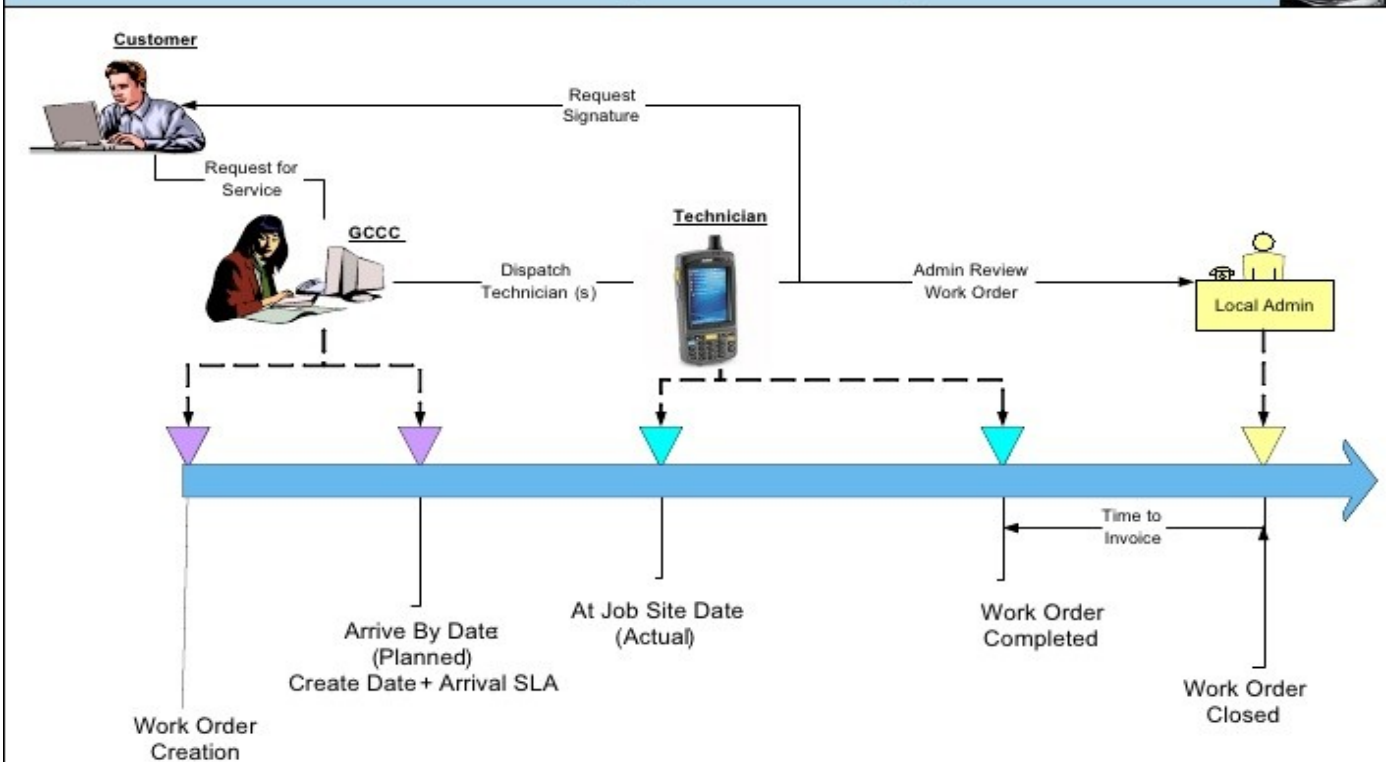 Customer
Request
Signature
Request for
Service
GCCC
Technician
Dispatch
Technician (s)
Admin Review
Work Order
Local Admin
Time to
Invoice
At Job Site Date
(Actual)
Work Order
Completed
Arrive By Date:
(Planned)
Create Date + Arrival SLA
Work Order
Closed
Work Order
Creation